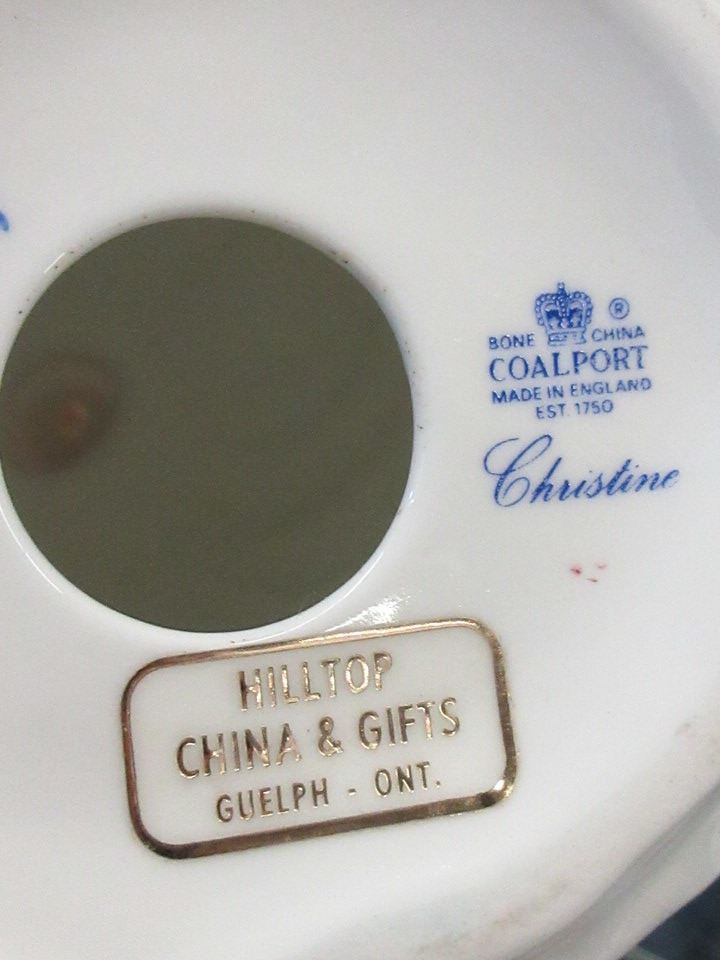 ®
BONE CHINA
COALPORT
MADE IN ENGLAND
EST. 1750
Christine
HILLTOP
CHINA & GIFTS
GUELPH - ONT.